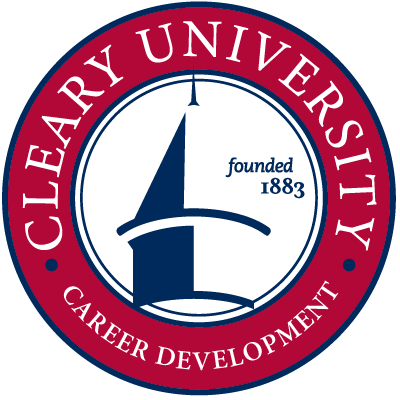 CLEARY UNIVERSITY
founded
1883
CAREER DEVELOPMENT